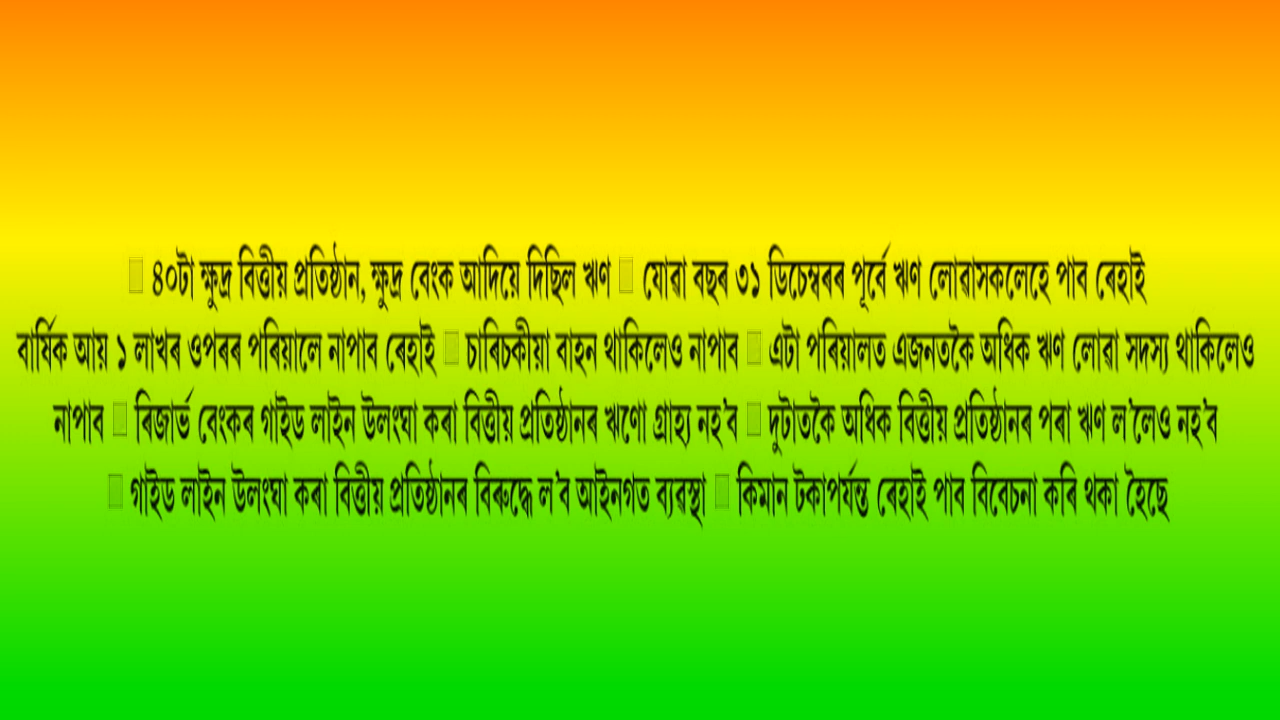 ৪০টা ক্ষুদ্ৰ বিত্তীয় প্ৰতিষ্ঠান, ক্ষুদ্ৰ বেংক আদিয়ে দিছিল ঋণ যোৱা বছৰ ৩১ ডিচেম্বৰৰ পূৰ্বে ঋণ লোৱাসকলেহে পাব ৰেহাই
বাৰ্ষিক আয় ১ লাখৰ ওপৰৰ পৰিয়ালে নাপাব ৰেহাই চাৰিচকীয়া বাহন থাকিলেও নাপাব এটা পৰিয়ালত এজনতকৈ অধিক ঋণ লোৱা সদস্য থাকিলেও
নাপাব ৰিজাৰ্ভ বেংকৰ গাইড লাইন উলংঘা কৰা বিত্তীয় প্ৰতিষ্ঠানৰ ঋণো গ্ৰাহ্য নহ'ব দুটাতকৈ অধিক বিত্তীয় প্ৰতিষ্ঠানৰ পৰা ঋণ ল'লেও নহ'ব
গাইড লাইন উলংঘা কৰা বিত্তীয় প্ৰতিষ্ঠানৰ বিৰুদ্ধে ল'ব আইনগত ব্যৱস্থা কিমান টকাপৰ্যন্ত ৰেহাই পাব বিবেচনা কৰি থকা হৈছে